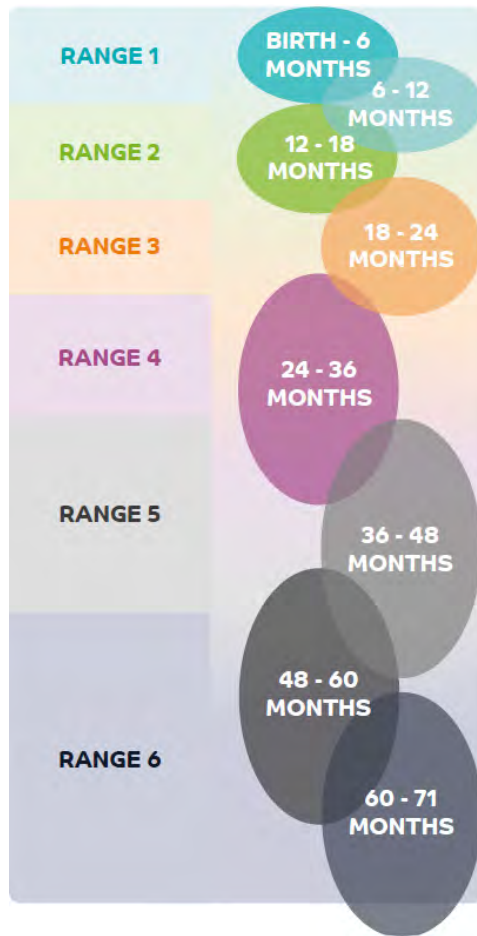 RANGE 1
BIRTH - 6
MONTHS
6 - 12
MONTHS
RANGE 2
12 - 18
MONTHS
RANGE 3
18 - 24
MONTHS
RANGE 4
24 - 36
MONTHS
RANGE 5
36 - 48
MONTHS
RANGE 6
48 - 60
MONTHS
60 - 71
MONTHS